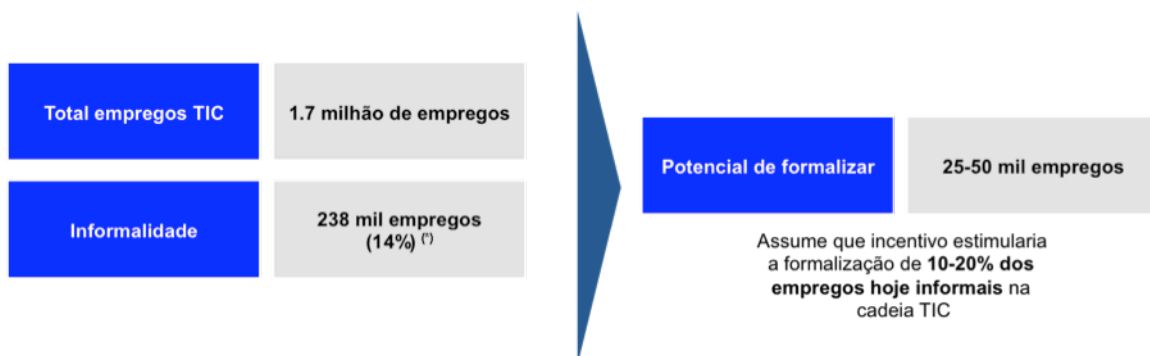 Total empregos TIC
1.7 milhão de empregos
Informalidade
238 mil empregos
(14%) (*)
Potencial de formalizar
25-50 mil empregos
Assume que incentivo estimularia
a formalização de 10-20% dos
empregos hoje informais na
cadeia TIC